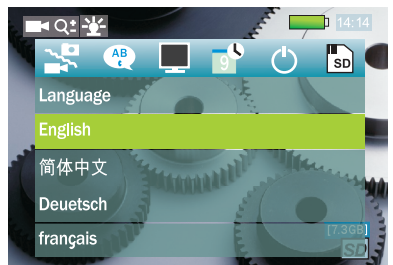 14:14
AB
9
SD
Language
English
简体中文
Deuetsch
français
[7.3GB]
SD